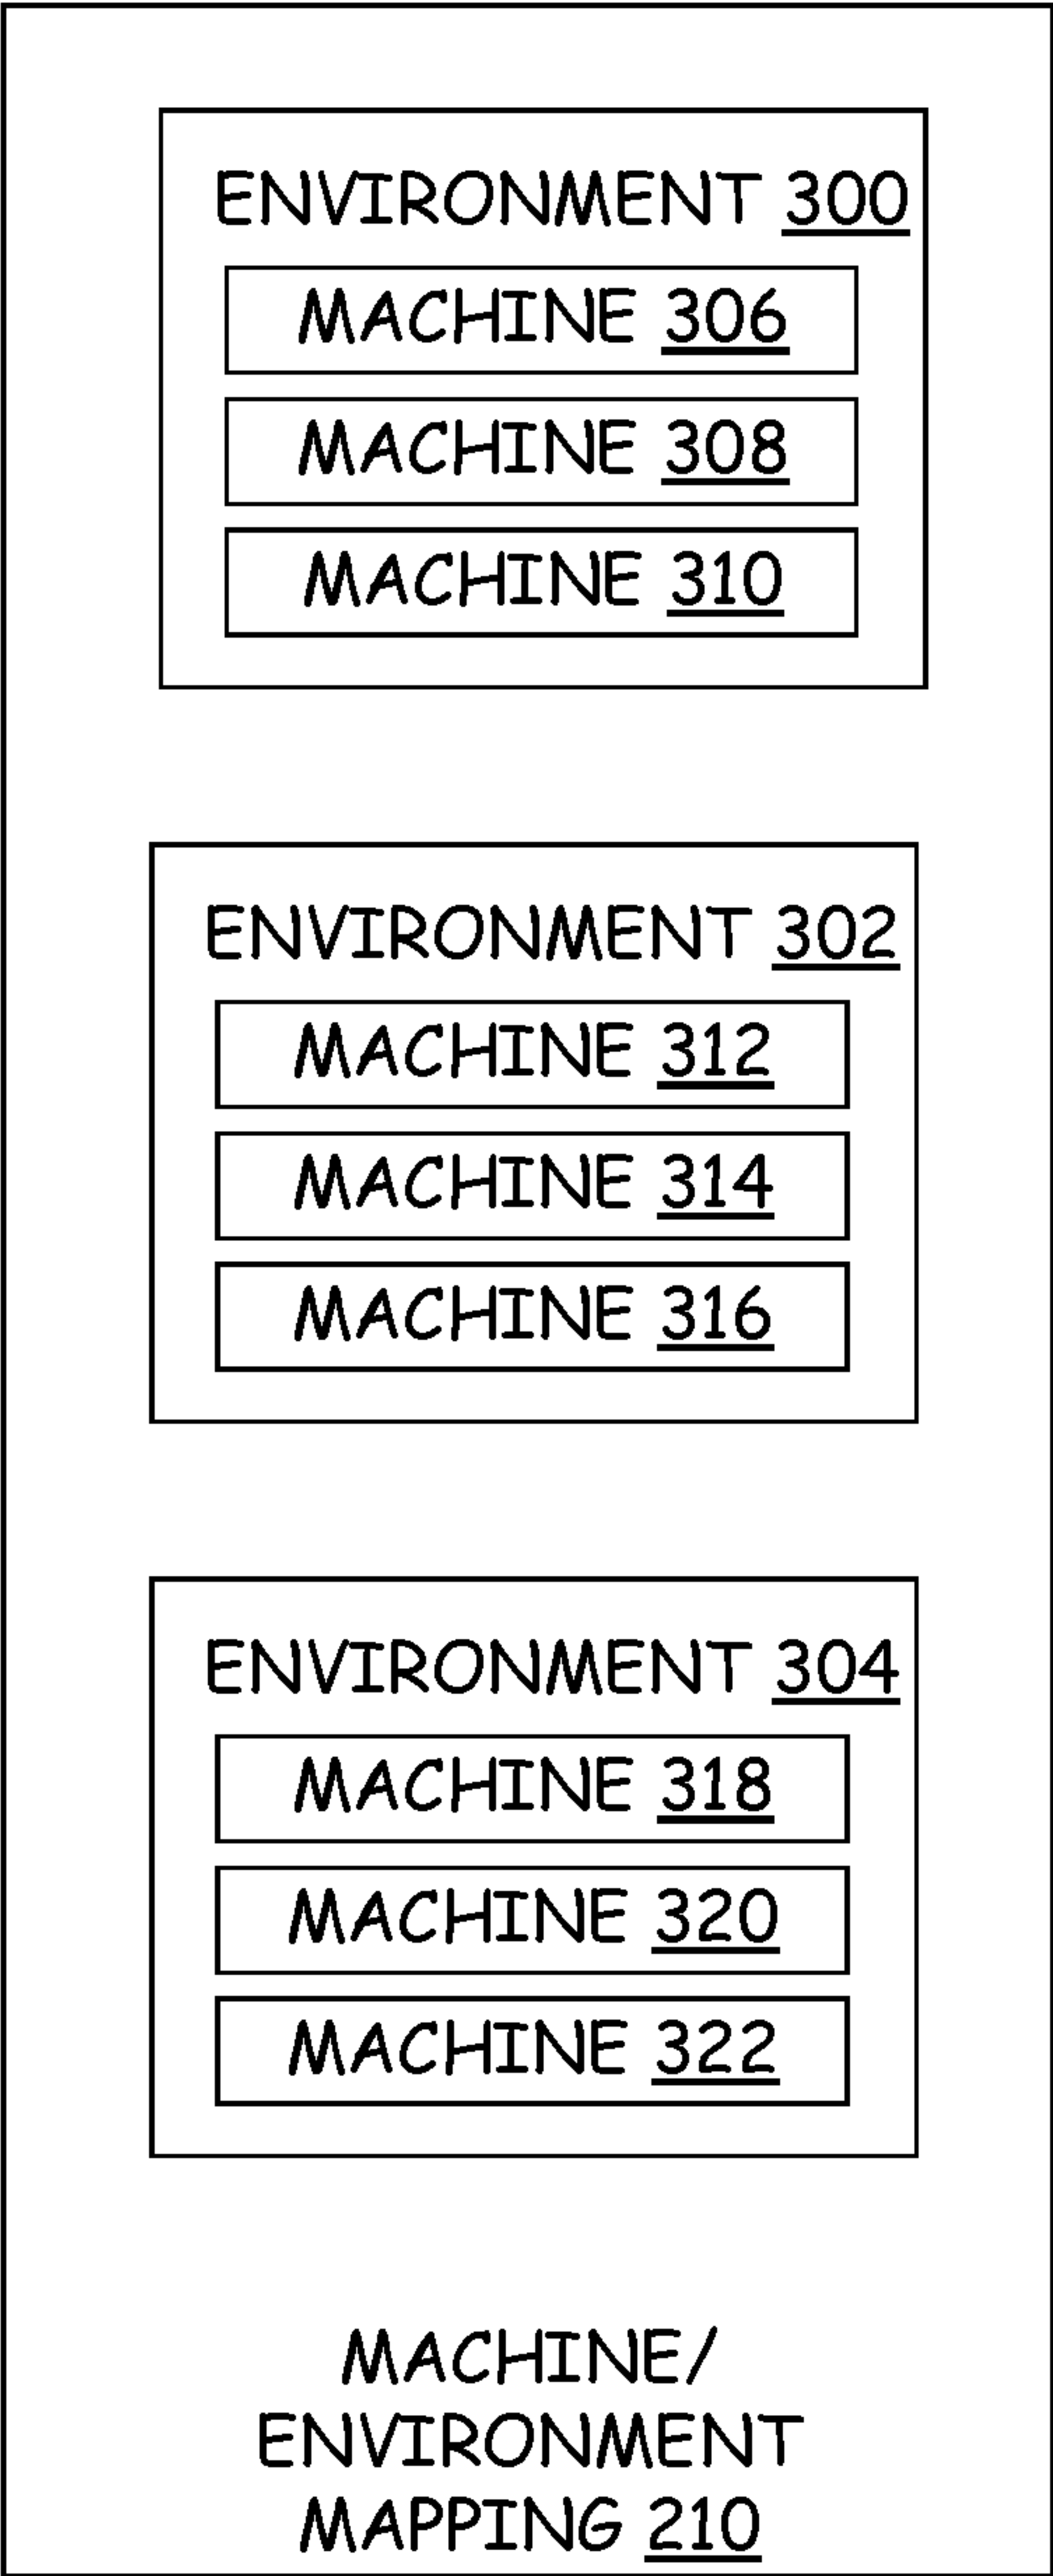 ENVIRONMENT 300
MACHINE 306
MACHINE 308
MACHINE 310
ENVIRONMENT 302
MACHINE 312
MACHINE 314
MACHINE 316
ENVIRONMENT 304
MACHINE 318
MACHINE 320
MACHINE 322
MACHINE/
ENVIRONMENT
MAPPING 210